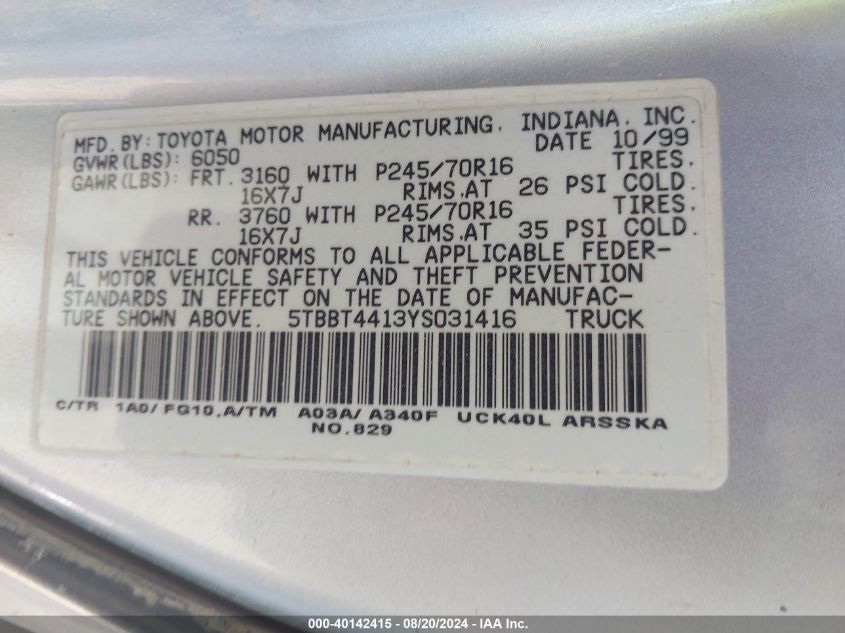 MFD. BY: TOYOTA MOTOR MANUFACTURING, INDIANA, INC.
DATE 10/99
GVWR(LBS): 6050
GAWR(LBS): FRT. 3160 WITH P245/70R16 TIRES,
16X7J RIMS,AT 26 PSI COLD.
RR. 3760 WITH P245/70R16 TIRES,
16X7J RIMS,AT 35 PSI COLD.
THIS VEHICLE CONFORMS TO ALL APPLICABLE FEDER-
AL MOTOR VEHICLE SAFETY AND THEFT PREVENTION
STANDARDS IN EFFECT ON THE DATE OF MANUFAC-
TURE SHOWN ABOVE. 5TBBT4413YS031416 TRUCK
C/TR 1A0/FG10,A/TM A03A/A340F UCK40L ARSSKA
NO.829
000-40142415 - 08/20/2024 - IAA Inc.